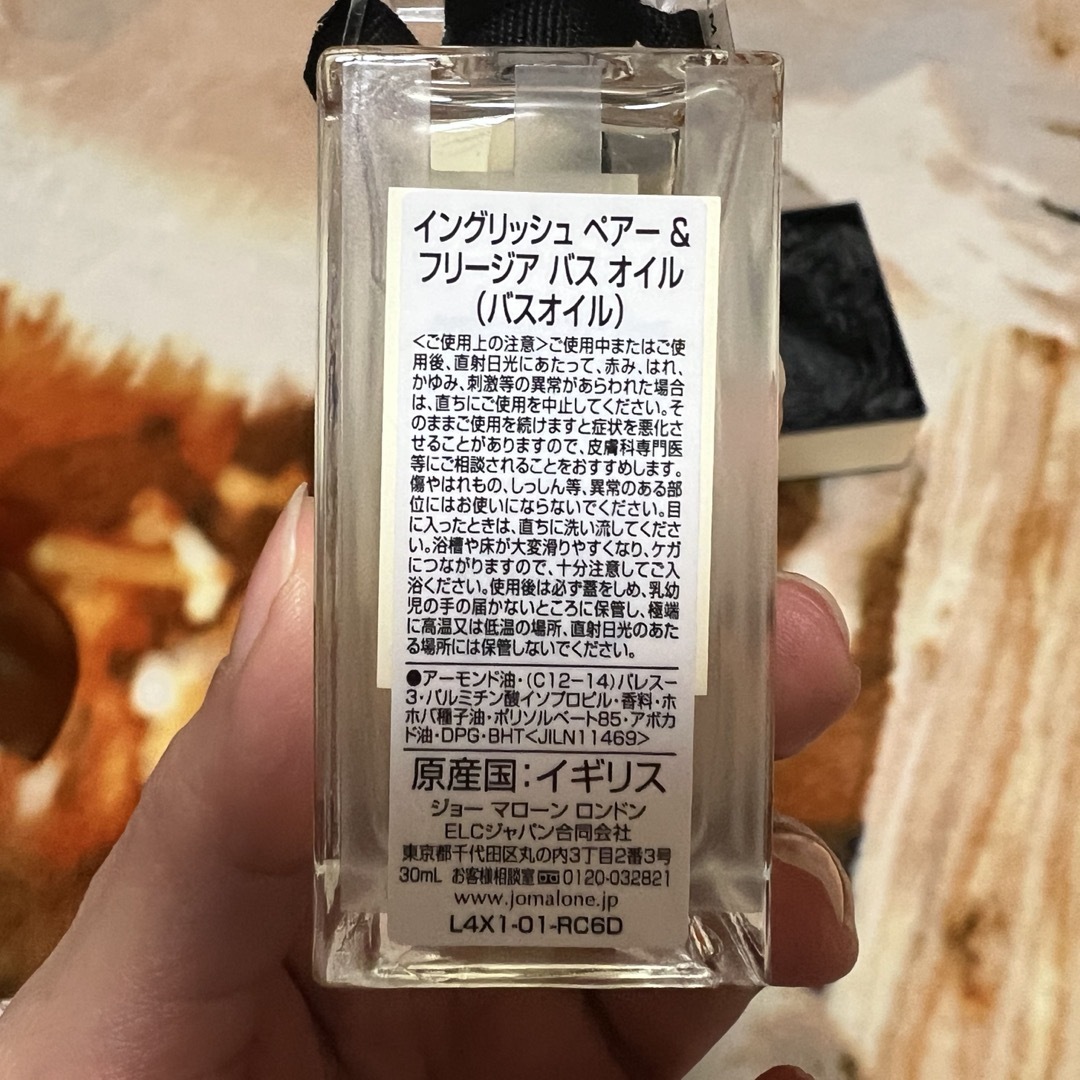 イングリッシュ ペアー &
フリージア バス オイル
(バスオイル)
<ご使用上の注意>ご使用中またはご使
用後、直射日光にあたって、赤み、はれ、
かゆみ、刺激等の異常があらわれた場合
は、直ちにご使用を中止してください。そ
のままご使用を続けますと症状を悪化さ
せることがありますので、皮膚科専門医
等にご相談されることをおすすめします。
傷やはれもの、しっしん等、異常のある部
位にはお使いにならないでください。目
に入ったときは、直ちに洗い流してくださ
い。浴槽や床が大変滑りやすくなり、ケガ
につながりますので、十分注意してご入
浴ください。使用後は必ず蓋をしめ、乳幼
児の手の届かないところに保管し、極端
に高温又は低温の場所、直射日光のあた
る場所には保管しないでください。
●アーモンド油・(C12-14)パレス-
3・パルミチン酸イソプロピル・香料・ホ
ホバ種子油・ポリソルベート85・アボカ
ド油・DPG・BHT<JILN11469>
原産国:イギリス
ジョー マローン ロンドン
ELCジャパン合同会社
東京都千代田区丸の内3丁目2番3号
30mL お客様相談室 0120-032821
www.jomalone.jp
L4X1-01-RC6D